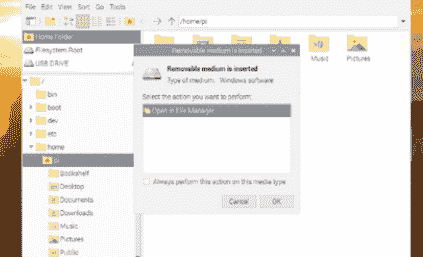 File Edit View Sort Go Tools
/home/pi
Home Folder
Filesystem Root
USB DRIVE
/
bin
boot
dev
etc
home
pi
Bookshelf
Desktop
Documents
Downloads
Music
Pictures
Public
Music
Pictures
Removable medium is inserted
Removable medium is inserted
Type of medium: Windows software
Select the action you want to perform:
Open in File Manager
Always perform this action on this media type
Cancel OK